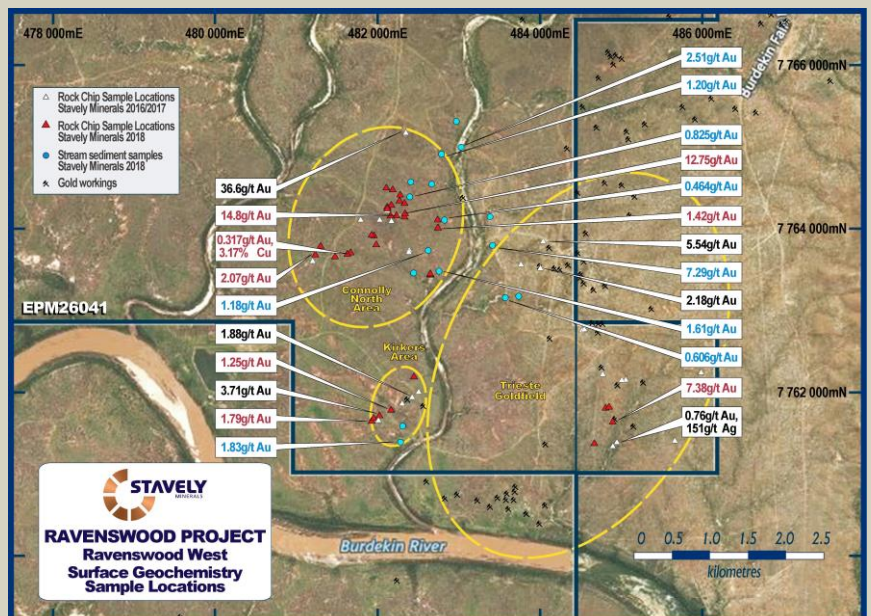 478 000mE
480 000mE
482 000mE
484 000mE
486 000mE
7 766 000mN
7 764 000mN
7 762 000mN
Burdekin Fall
Rock Chip Sample Locations
Stavely Minerals 2016/2017
Rock Chip Sample Locations
Stavely Minerals 2018
Stream sediment samples
Stavely Minerals 2018
Gold workings
36.6g/t Au
14.8g/t Au
0.317g/t Au,
3.17% Cu
2.07g/t Au
1.18g/t Au
EPM26041
1.88g/t Au
1.25g/t Au
3.71g/t Au
1.79g/t Au
1.83g/t Au
2.51g/t Au
1.20g/t Au
0.825g/t Au
12.75g/t Au
0.464g/t Au
1.42g/t Au
5.54g/t Au
7.29g/t Au
2.18g/t Au
1.61g/t Au
0.606g/t Au
7.38g/t Au
0.76g/t Au,
151g/t Ag
Connolly
North
Area
Kirkers
Area
Trieste
Goldfield
Burdekin River
STAVELY
MINERALS
RAVENSWOOD PROJECT
Ravenswood West
Surface Geochemistry
Sample Locations
0 0.5 1.0 1.5 2.0 2.5
kilometres